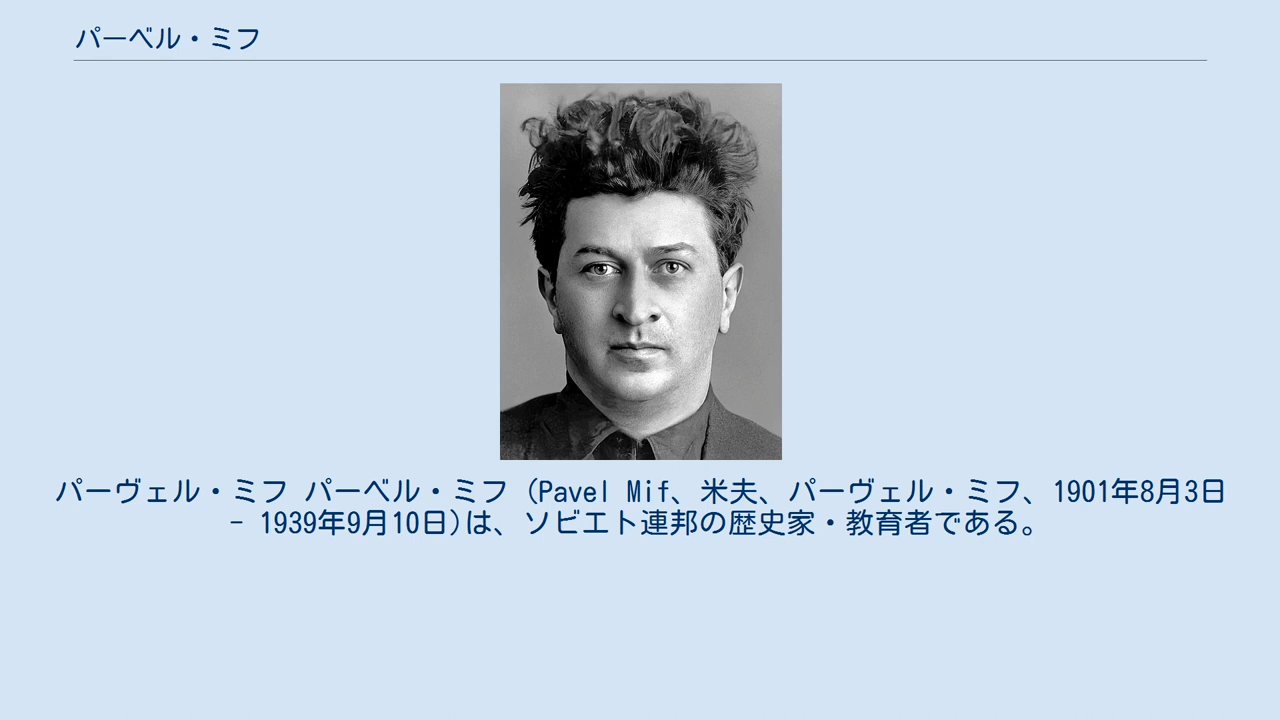 パーベル・ミフ
パーヴェル・ミフ パーベル・ミフ (Pavel Mif、米夫、パーヴェル・ミフ、1901年8月3日
- 1939年9月10日)は、ソビエト連邦の歴史家・教育者である。